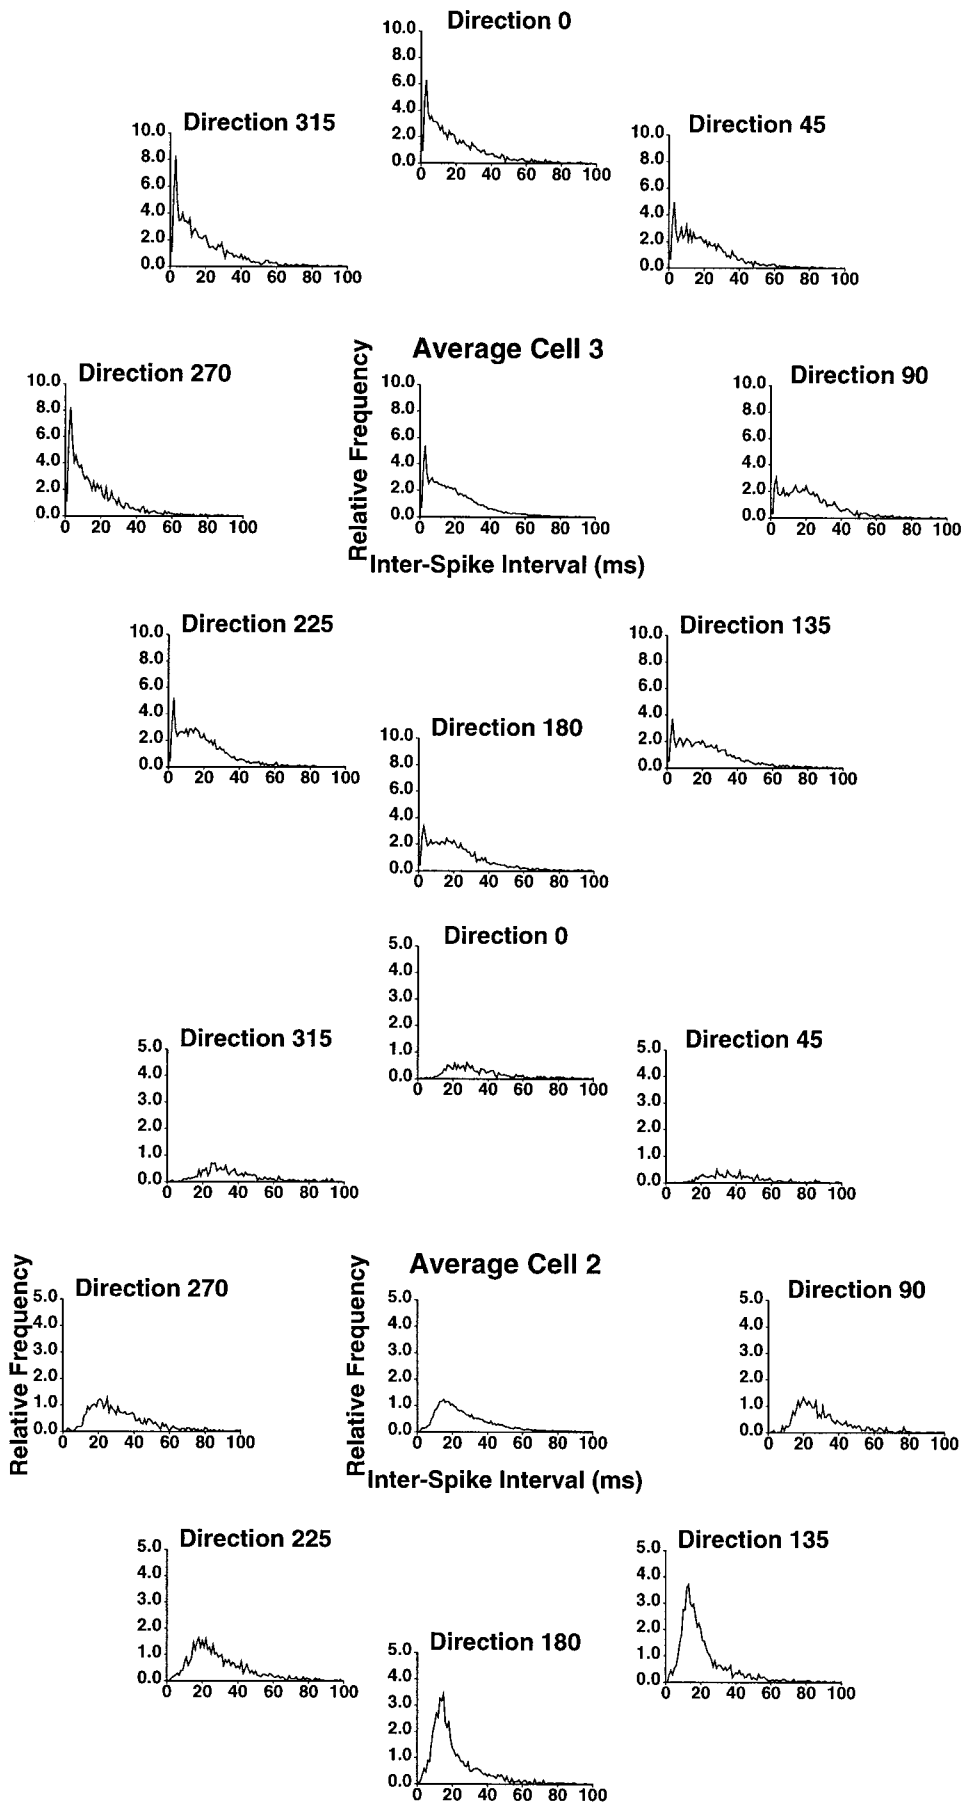 Direction 0
10.0
8.0
6.0
4.0
2.0
0.0
0 20 40 60 80 100
Direction 315
10.0
8.0
6.0
4.0
2.0
0.0
0 20 40 60 80 100
Direction 45
10.0
8.0
6.0
4.0
2.0
0.0
0 20 40 60 80 100
Direction 270
10.0
8.0
6.0
4.0
2.0
0.0
0 20 40 60 80 100
Average Cell 3
Relative Frequency
10.0
8.0
6.0
4.0
2.0
0.0
0 20 40 60 80 100
Inter-Spike Interval (ms)
Direction 90
10.0
8.0
6.0
4.0
2.0
0.0
0 20 40 60 80 100
Direction 225
10.0
8.0
6.0
4.0
2.0
0.0
0 20 40 60 80 100
Direction 135
10.0
8.0
6.0
4.0
2.0
0.0
0 20 40 60 80 100
Direction 180
10.0
8.0
6.0
4.0
2.0
0.0
0 20 40 60 80 100
Direction 0
5.0
4.0
3.0
2.0
1.0
0.0
0 20 40 60 80 100
Direction 315
5.0
4.0
3.0
2.0
1.0
0.0
0 20 40 60 80 100
Direction 45
5.0
4.0
3.0
2.0
1.0
0.0
0 20 40 60 80 100
Direction 270
Relative Frequency
5.0
4.0
3.0
2.0
1.0
0.0
0 20 40 60 80 100
Average Cell 2
Relative Frequency
5.0
4.0
3.0
2.0
1.0
0.0
0 20 40 60 80 100
Inter-Spike Interval (ms)
Direction 90
5.0
4.0
3.0
2.0
1.0
0.0
0 20 40 60 80 100
Direction 225
5.0
4.0
3.0
2.0
1.0
0.0
0 20 40 60 80 100
Direction 135
5.0
4.0
3.0
2.0
1.0
0.0
0 20 40 60 80 100
Direction 180
5.0
4.0
3.0
2.0
1.0
0.0
0 20 40 60 80 100